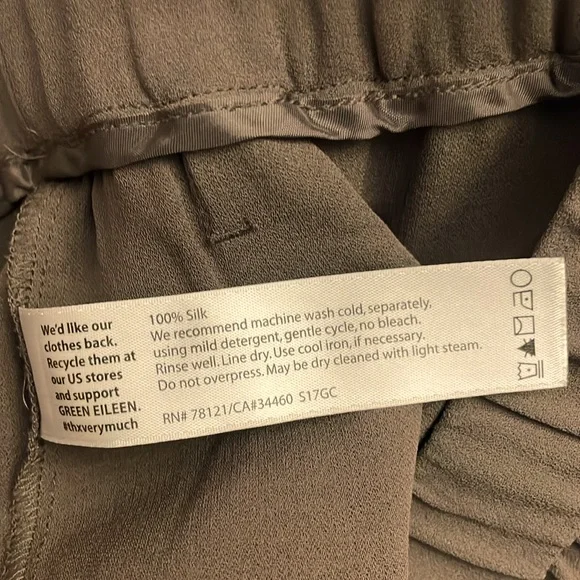 We'd like our
clothes back.
Recycle them at
our US stores
and support
GREEN EILEEN.
#thxverymuch
100% Silk
We recommend machine wash cold, separately,
using mild detergent, gentle cycle, no bleach.
Rinse well. Line dry. Use cool iron, if necessary.
Do not overpress. May be dry cleaned with light steam.
RN# 78121/CA#34460 S17GC